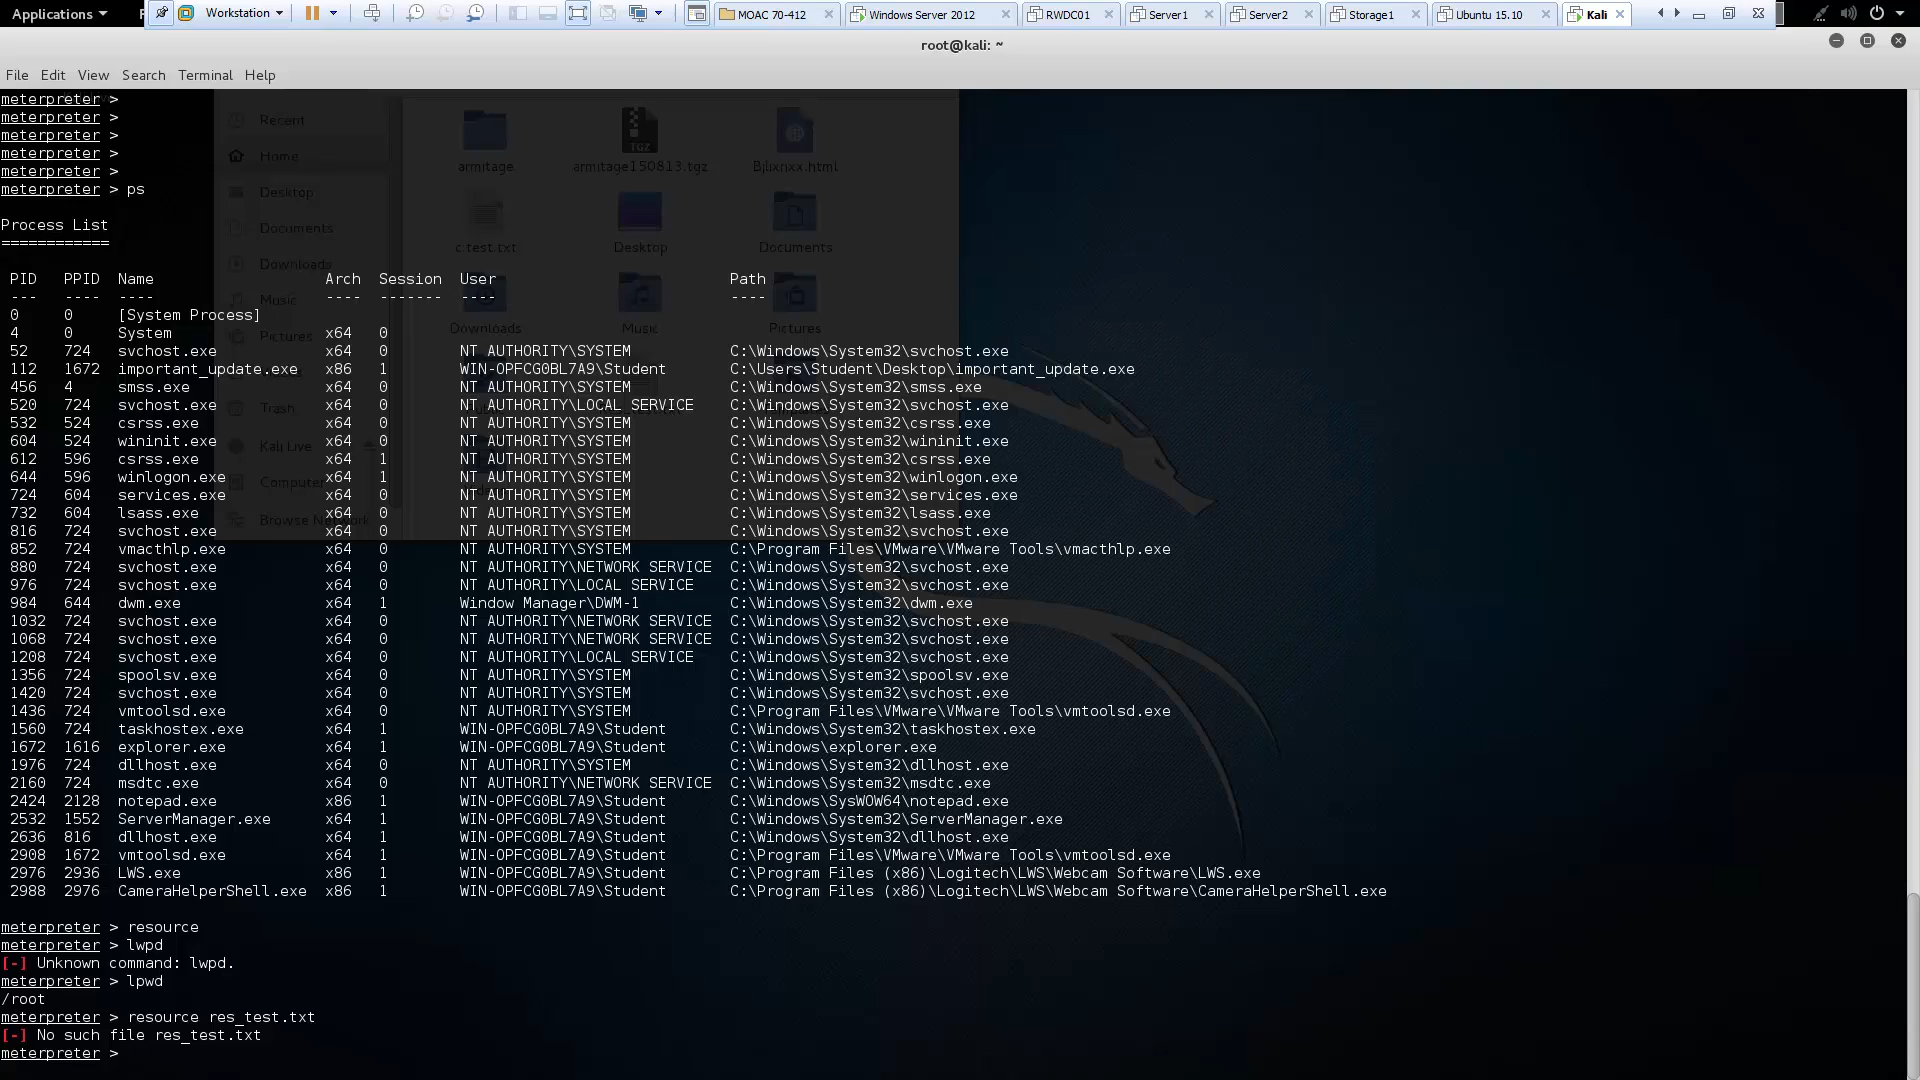 Applications P Workstation MOAC 70-412 Windows Server 2012 RWDC01 Server1 Server2 Storage1 Ubuntu 15.10 Kali
root@kali: ~
File Edit View Search Terminal Help
meterpreter >
meterpreter >
meterpreter >
meterpreter >
meterpreter >
meterpreter > ps
Process List
============
PID PPID Name Arch Session User Path
--- ---- ---- ---- ------- ---- ----
0 0 [System Process]
4 0 System x64 0
52 724 svchost.exe x64 0 NT AUTHORITY\SYSTEM C:\Windows\System32\svchost.exe
112 1672 important_update.exe x86 1 WIN-OPFCG0BL7A9\Student C:\Users\Student\Desktop\important_update.exe
456 4 smss.exe x64 0 NT AUTHORITY\SYSTEM C:\Windows\System32\smss.exe
520 724 svchost.exe x64 0 NT AUTHORITY\LOCAL SERVICE C:\Windows\System32\svchost.exe
532 524 csrss.exe x64 0 NT AUTHORITY\SYSTEM C:\Windows\System32\csrss.exe
604 524 wininit.exe x64 0 NT AUTHORITY\SYSTEM C:\Windows\System32\wininit.exe
612 596 csrss.exe x64 1 NT AUTHORITY\SYSTEM C:\Windows\System32\csrss.exe
644 596 winlogon.exe x64 1 NT AUTHORITY\SYSTEM C:\Windows\System32\winlogon.exe
724 604 services.exe x64 0 NT AUTHORITY\SYSTEM C:\Windows\System32\services.exe
732 604 lsass.exe x64 0 NT AUTHORITY\SYSTEM C:\Windows\System32\lsass.exe
816 724 svchost.exe x64 0 NT AUTHORITY\SYSTEM C:\Windows\System32\svchost.exe
852 724 vmacthlp.exe x64 0 NT AUTHORITY\SYSTEM C:\Program Files\VMware\VMware Tools\vmacthlp.exe
880 724 svchost.exe x64 0 NT AUTHORITY\NETWORK SERVICE C:\Windows\System32\svchost.exe
976 724 svchost.exe x64 0 NT AUTHORITY\LOCAL SERVICE C:\Windows\System32\svchost.exe
984 644 dwm.exe x64 1 Window Manager\DWM-1 C:\Windows\System32\dwm.exe
1032 724 svchost.exe x64 0 NT AUTHORITY\NETWORK SERVICE C:\Windows\System32\svchost.exe
1068 724 svchost.exe x64 0 NT AUTHORITY\NETWORK SERVICE C:\Windows\System32\svchost.exe
1208 724 svchost.exe x64 0 NT AUTHORITY\LOCAL SERVICE C:\Windows\System32\svchost.exe
1356 724 spoolsv.exe x64 0 NT AUTHORITY\SYSTEM C:\Windows\System32\spoolsv.exe
1420 724 svchost.exe x64 0 NT AUTHORITY\SYSTEM C:\Windows\System32\svchost.exe
1436 724 vmtoolsd.exe x64 0 NT AUTHORITY\SYSTEM C:\Program Files\VMware\VMware Tools\vmtoolsd.exe
1560 724 taskhostex.exe x64 1 WIN-OPFCG0BL7A9\Student C:\Windows\System32\taskhostex.exe
1672 1616 explorer.exe x64 1 WIN-OPFCG0BL7A9\Student C:\Windows\explorer.exe
1976 724 dllhost.exe x64 0 NT AUTHORITY\SYSTEM C:\Windows\System32\dllhost.exe
2160 724 msdtc.exe x64 0 NT AUTHORITY\NETWORK SERVICE C:\Windows\System32\msdtc.exe
2424 2128 notepad.exe x86 1 WIN-OPFCG0BL7A9\Student C:\Windows\SysWOW64\notepad.exe
2532 1552 ServerManager.exe x64 1 WIN-OPFCG0BL7A9\Student C:\Windows\System32\ServerManager.exe
2636 816 dllhost.exe x64 1 WIN-OPFCG0BL7A9\Student C:\Windows\System32\dllhost.exe
2908 1672 vmtoolsd.exe x64 1 WIN-OPFCG0BL7A9\Student C:\Program Files\VMware\VMware Tools\vmtoolsd.exe
2976 2936 LWS.exe x86 1 WIN-OPFCG0BL7A9\Student C:\Program Files (x86)\Logitech\LWS\Webcam Software\LWS.exe
2988 2976 CameraHelperShell.exe x86 1 WIN-OPFCG0BL7A9\Student C:\Program Files (x86)\Logitech\LWS\Webcam Software\CameraHelperShell.exe
meterpreter > resource
meterpreter > lwpd
[-] Unknown command: lwpd.
meterpreter > lpwd
/root
meterpreter > resource res_test.txt
[-] No such file res_test.txt
meterpreter >
Recent
Home
Desktop
Documents
Downloads
Music
Pictures
Trash
Kali Live
Computer
Browse Network
armitage armitage150813.tgz Bjlixrixx.html
c:test.txt Desktop Documents
Downloads Music Pictures